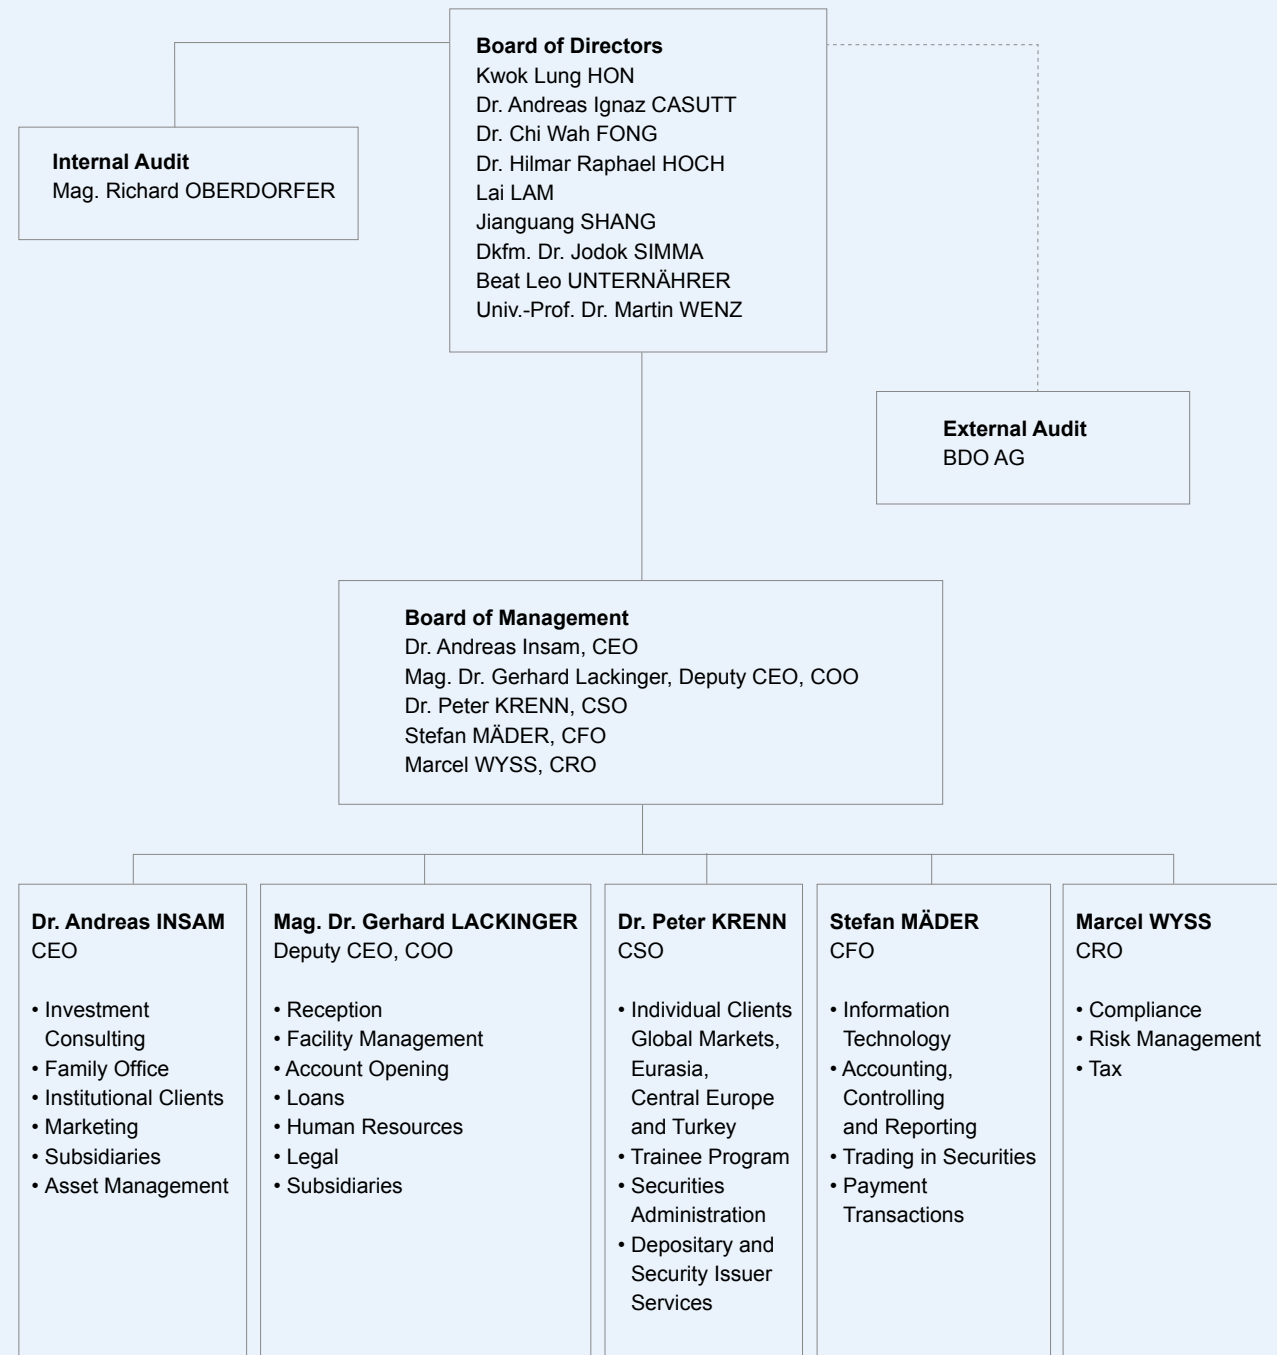 Board of Directors
Kwok Lung HON
Dr. Andreas Ignaz CASUTT
Dr. Chi Wah FONG
Dr. Hilmar Raphael HOCH
Lai LAM
Jianguang SHANG
Dkfm. Dr. Jodok SIMMA
Beat Leo UNTERNÄHRER
Univ.-Prof. Dr. Martin WENZ
Internal Audit
Mag. Richard OBERDORFER
External Audit
BDO AG
Board of Management
Dr. Andreas Insam, CEO
Mag. Dr. Gerhard Lackinger, Deputy CEO, COO
Dr. Peter KRENN, CSO
Stefan MÄDER, CFO
Marcel WYSS, CRO
Dr. Andreas INSAM
CEO
• Investment
Consulting
• Family Office
• Institutional Clients
• Marketing
• Subsidiaries
• Asset Management
Mag. Dr. Gerhard LACKINGER
Deputy CEO, COO
• Reception
• Facility Management
• Account Opening
• Loans
• Human Resources
• Legal
• Subsidiaries
Dr. Peter KRENN
CSO
• Individual Clients
Global Markets,
Eurasia,
Central Europe
and Turkey
• Trainee Program
• Securities
Administration
• Depositary and
Security Issuer
Services
Stefan MÄDER
CFO
• Information
Technology
• Accounting,
Controlling
and Reporting
• Trading in Securities
• Payment
Transactions
Marcel WYSS
CRO
• Compliance
• Risk Management
• Tax